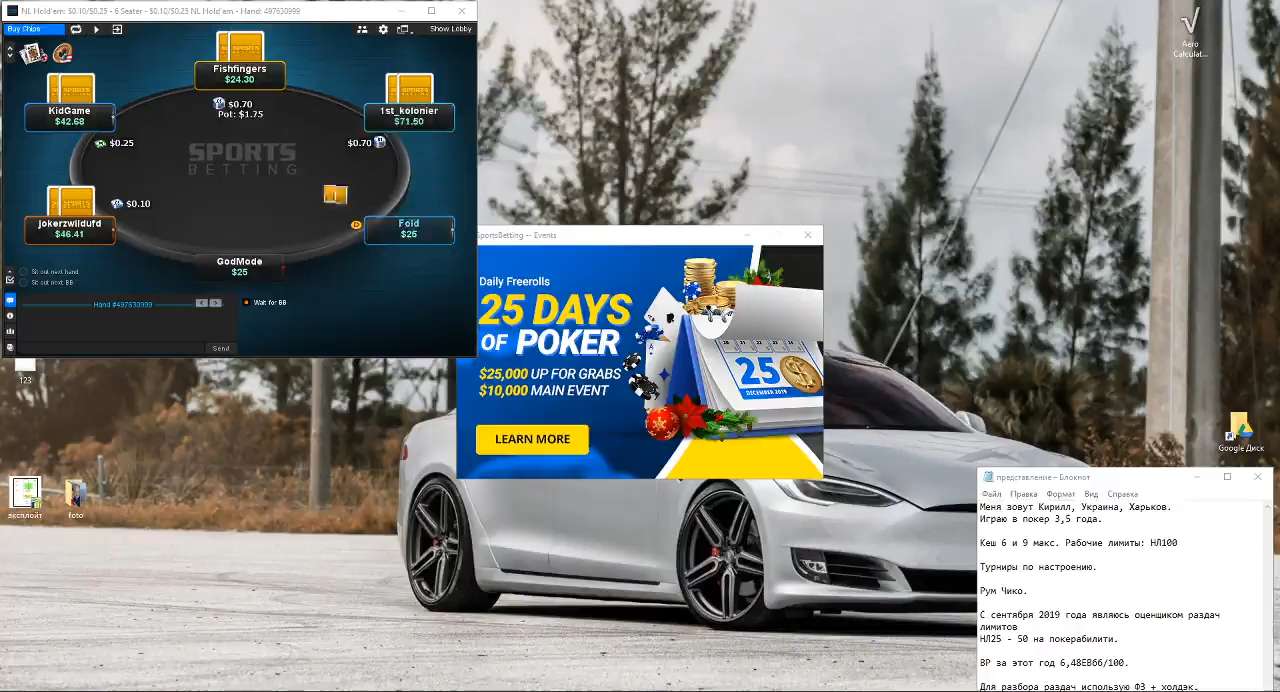 NL Hold'em: $0.10/$0.25 - 6 Seater - $0.10/$0.25 NL Hold'em - Hand: 497630999
Buy Chips
Show Lobby
Fishfingers
$24.30
KidGame
$42.68
1st_kolonier
$71.50
$0.70
Pot: $1.75
$0.25
$0.70
SPORTS
BETTING
$0.10
jokerzwildufd
$46.41
Fold
$25
GodMode
$25
Sit out next hand
Sit out next BB
Hand #497630999
Wait for BB
Send
SportsBetting -- Events
Daily Freerolls
25 DAYS
OF POKER
$25,000 UP FOR GRABS
$10,000 MAIN EVENT
LEARN MORE
25
DECEMBER 2019
Aero
Calculat...
123
эксплойт
foto
Google Диск
представление – Блокнот
Файл Правка Формат Вид Справка
Меня зовут Кирилл, Украина, Харьков.
Играю в покер 3,5 года.
Кеш 6 и 9 макс. Рабочие лимиты: НЛ100
Турниры по настроению.
Рум Чико.
С сентября 2019 года являюсь оценщиком раздач
лимитов
НЛ25 - 50 на покерабилити.
ВР за этот год 6,48ЕВбб/100.
Для разбора раздач использую ФЗ + холдэк.